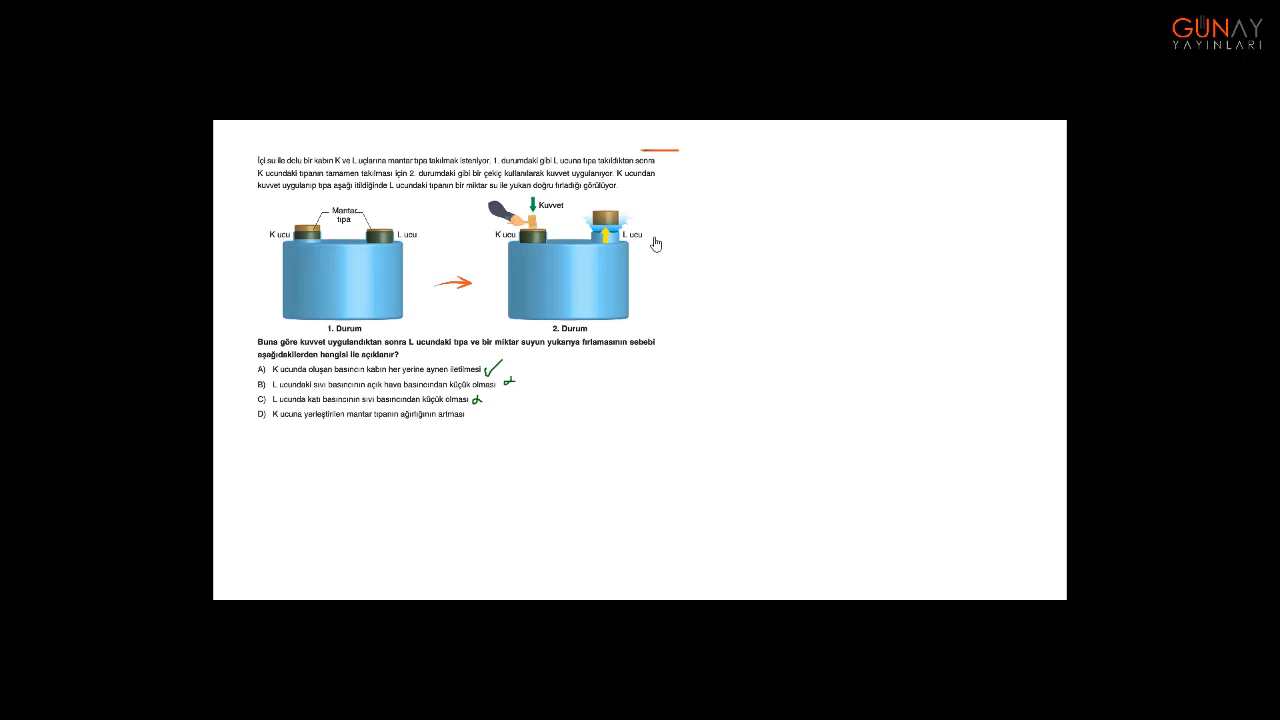 GÜNAY
YAYINLARI
İçi su ile dolu bir kabın K ve L uçlarına mantar tıpa takılmak isteniyor. 1. durumdaki gibi L ucuna tıpa takıldıktan sonra
K ucundaki tıpanın tamamen takılması için 2. durumdaki gibi bir çekiç kullanılarak kuvvet uygulanıyor. K ucundan
kuvvet uygulanıp tıpa aşağı itildiğinde L ucundaki tıpanın bir miktar su ile yukarı doğru fırladığı görülüyor.
Mantar
tıpa
K ucu
L ucu
Kuvvet
K ucu
L ucu
1. Durum
2. Durum
Buna göre kuvvet uygulandıktan sonra L ucundaki tıpa ve bir miktar suyun yukarıya fırlamasının sebebi
aşağıdakilerden hangisi ile açıklanır?
A) K ucunda oluşan basıncın kabın her yerine aynen iletilmesi
B) L ucundaki sıvı basıncının açık hava basıncından küçük olması
C) L ucunda katı basıncının sıvı basıncından küçük olması
D) K ucuna yerleştirilen mantar tıpanın ağırlığının artması